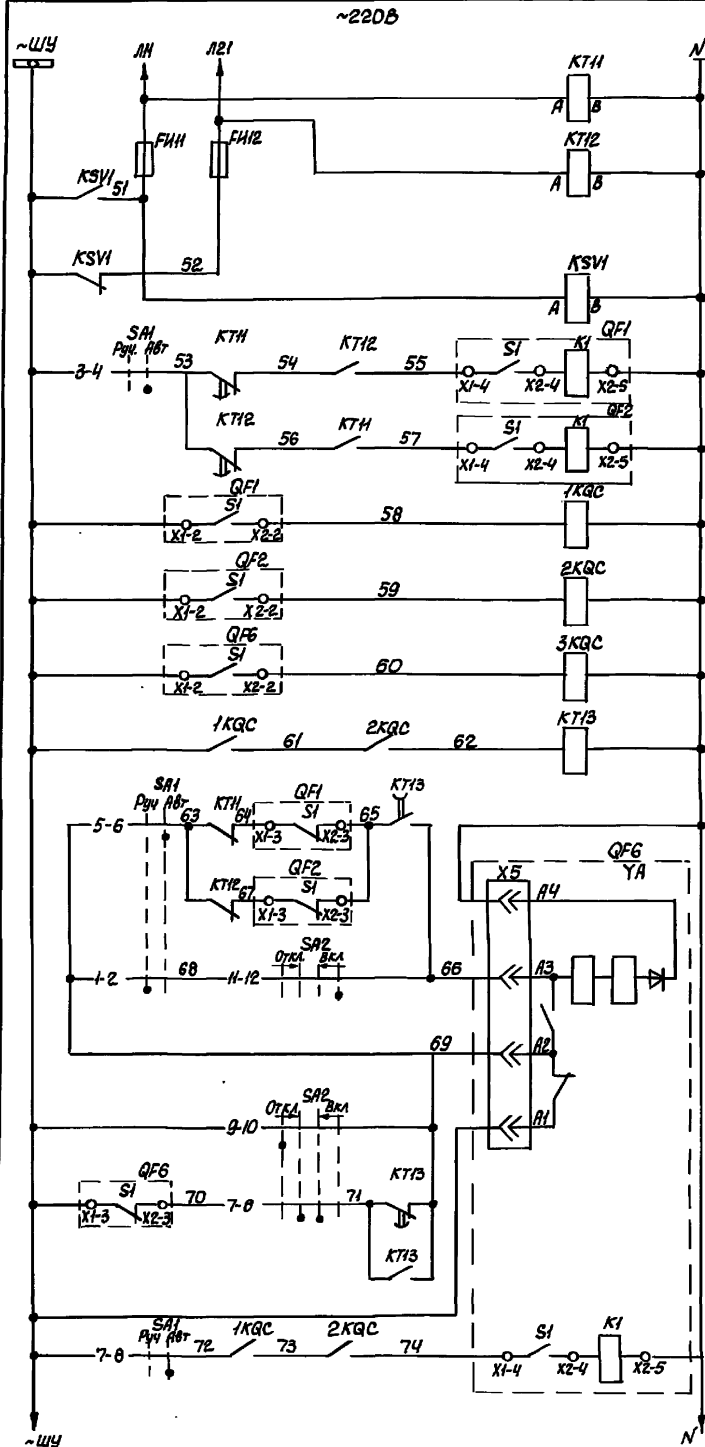 ~220В
~ШУ Л11 Л21 N
КТ11
FU11 FU12 A B
КТ12
KSV1 51 A B
KSV1 52 KSV1
A B
SA1 QF1
Руч. Авт 53 КТ11 54 КТ12 55 S1 K1
3-4 X1-4 X2-4 X2-5
QF2
КТ12 56 КТ11 57 S1 K1
X1-4 X2-4 X2-5
QF1 1KQC
S1 58
X1-2 X2-2
QF2 2KQC
S1 59
X1-2 X2-2
QF6 3KQC
S1 60
X1-2 X2-2
1KQC 61 2KQC 62 КТ13
SA1 QF1 КТ13
Руч Авт 63 КТ11 64 S1 65
5-6 X1-3 X2-3
QF6
YA
QF2 X5
КТ12 67 S1 A4
X1-3 X2-3
SA2
Откл. Вкл.
1-2 68 11-12 66 A3
69 A2
SA2
Откл Вкл A1
9-10
QF6
S1 70 7-8 71 КТ13
X1-3 X2-3
КТ13
SA1
Руч Авт 72 1KQC 73 2KQC 74 S1 K1
7-8 X1-4 X2-4 X2-5
~ШУ N